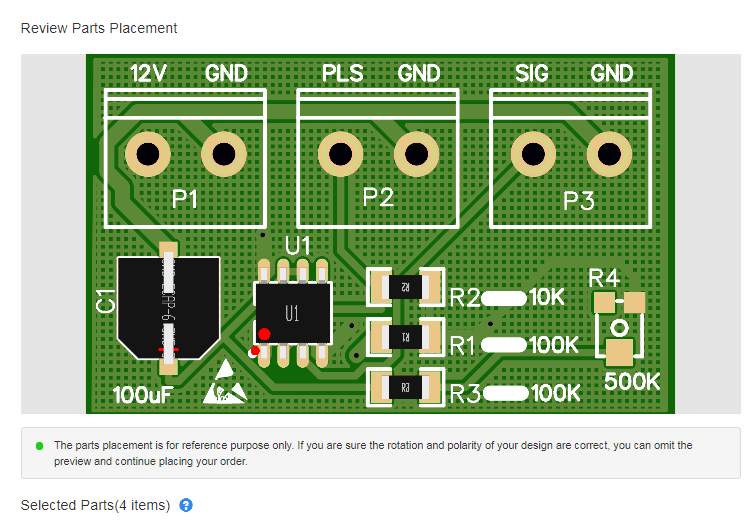 Review Parts Placement
12V GND PLS GND SIG GND
P1 P2 P3
U1
R4
R2
R2 10K
C1
U1
R1
R1 100K
500K
R3
R3 100K
100uF
The parts placement is for reference purpose only. If you are sure the rotation and polarity of your design are correct, you can omit the
preview and continue placing your order.
Selected Parts(4 items) ?